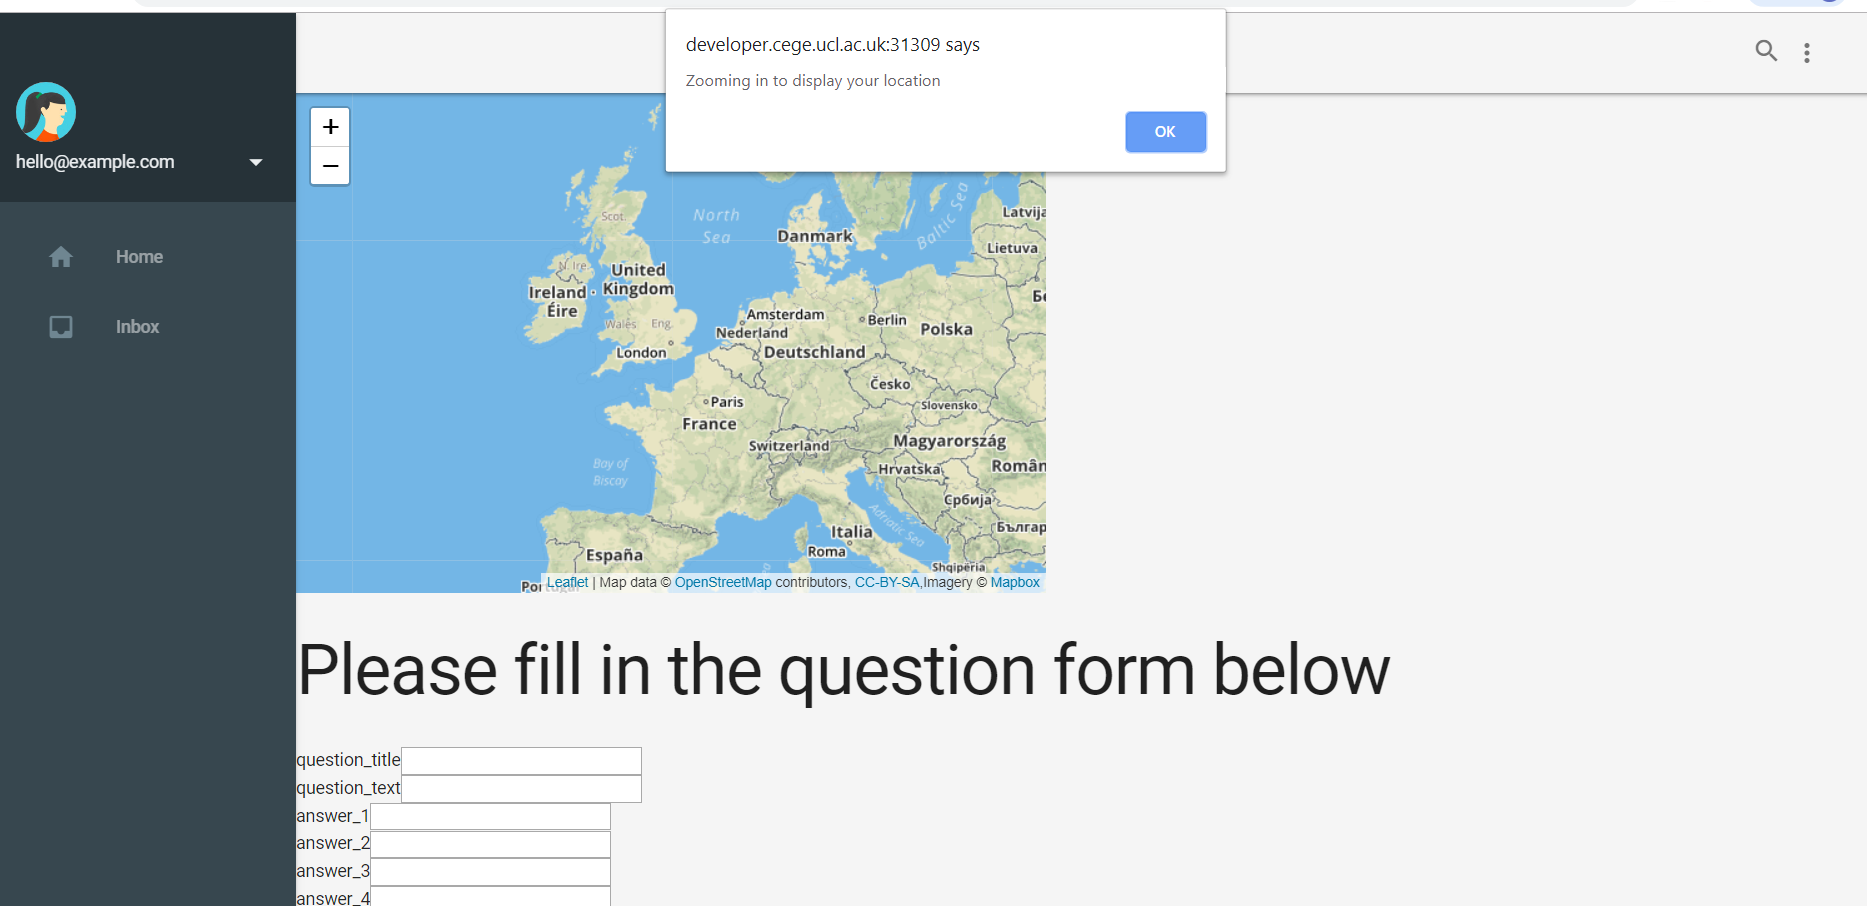 developer.cege.ucl.ac.uk:31309 says
Zooming in to display your location
OK
hello@example.com
Home
Inbox
+
−
Scot.
North
Sea
Baltic Sea
Latvija
Denmark
Lietuva
N. Ire.
United
Kingdom
Ireland
Éire
Wales
Eng.
London
Amsterdam
Nederland
Berlin
Polska
Deutschland
Česko
Slovensko
Paris
France
Switzerland
Magyarország
Hrvatska
Român
Bay of
Biscay
Србија
Българ
Adriatic Sea
Italia
Roma
España
Shqipëria
Leaflet | Map data © OpenStreetMap contributors, CC-BY-SA,Imagery © Mapbox
Please fill in the question form below
question_title
question_text
answer_1
answer_2
answer_3
answer_4